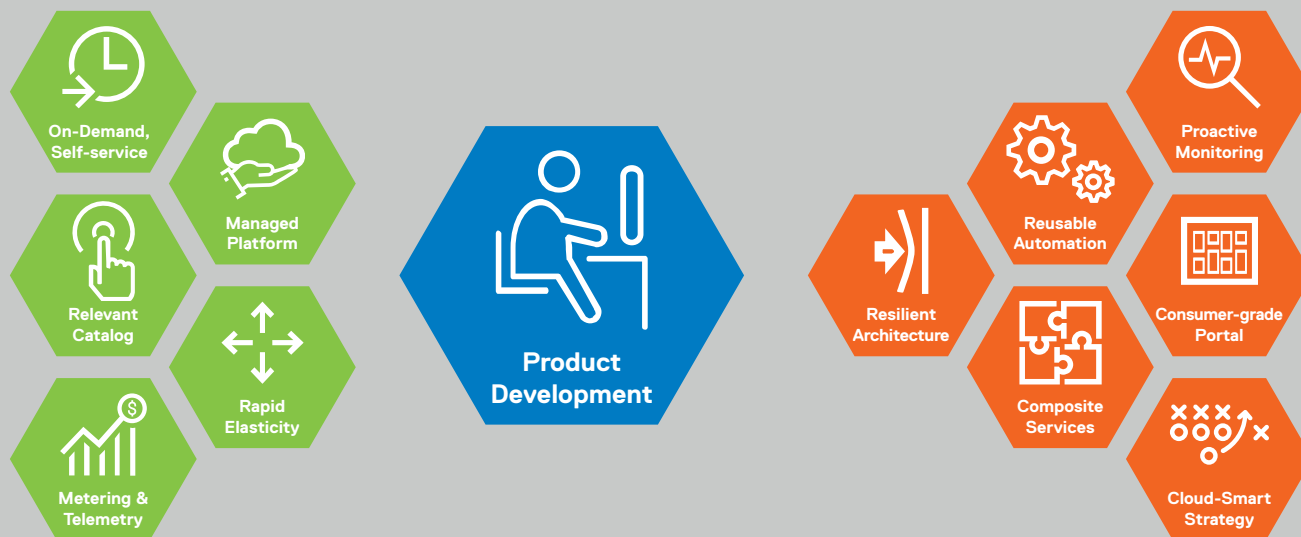 On-Demand,
Self-service
Managed
Platform
Relevant
Catalog
Rapid
Elasticity
Metering &
Telemetry
$
Product
Development
Proactive
Monitoring
Reusable
Automation
Resilient
Architecture
Consumer-grade
Portal
Composite
Services
Cloud-Smart
Strategy